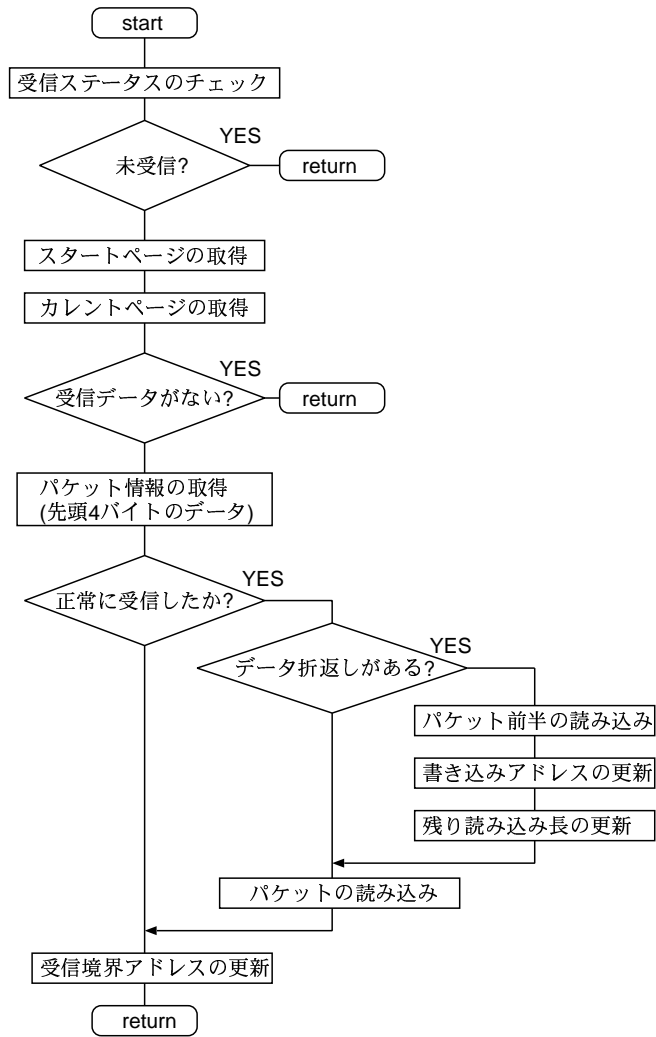 start
受信ステータスのチェック
YES
未受信?
return
スタートページの取得
カレントページの取得
YES
受信データがない?
return
パケット情報の取得
(先頭4バイトのデータ)
YES
正常に受信したか?
YES
データ折返しがある?
パケット前半の読み込み
書き込みアドレスの更新
残り読み込み長の更新
パケットの読み込み
受信境界アドレスの更新
return